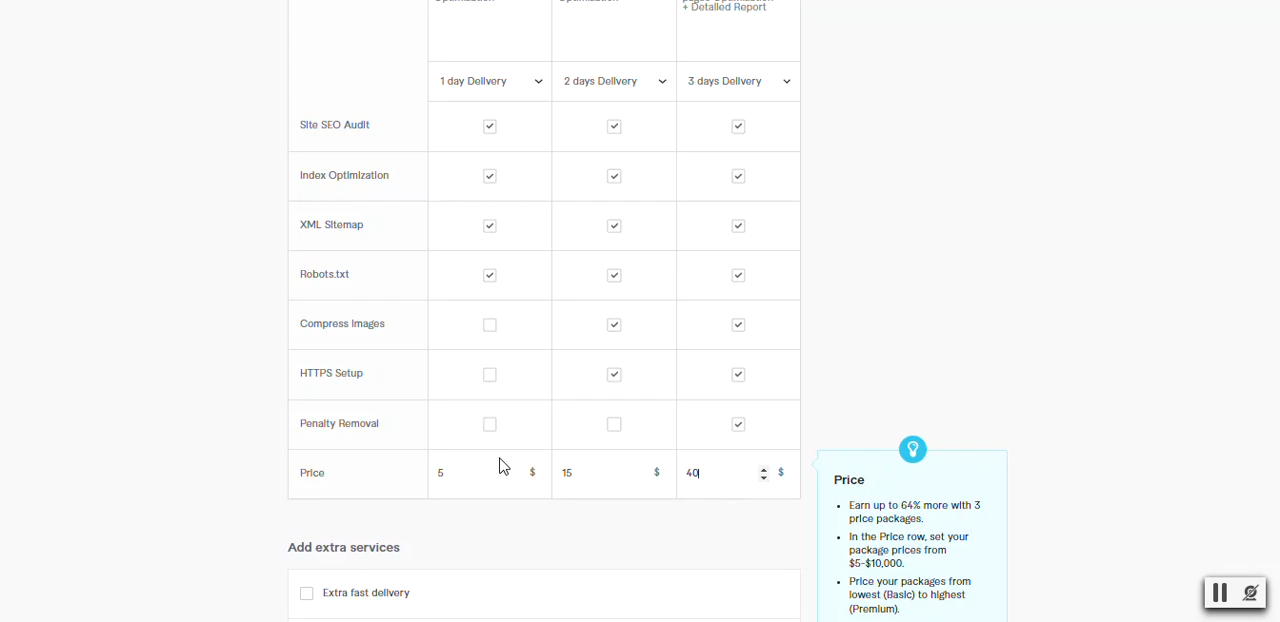 + Detailed Report
1 day Delivery
2 days Delivery
3 days Delivery
Site SEO Audit
Index Optimization
XML Sitemap
Robots.txt
Compress Images
HTTPS Setup
Penalty Removal
Price
5
$
15
$
40
$
Price
Earn up to 64% more with 3
price packages.
In the Price row, set your
package prices from
$5-$10,000.
Price your packages from
lowest (Basic) to highest
(Premium).
Add extra services
Extra fast delivery